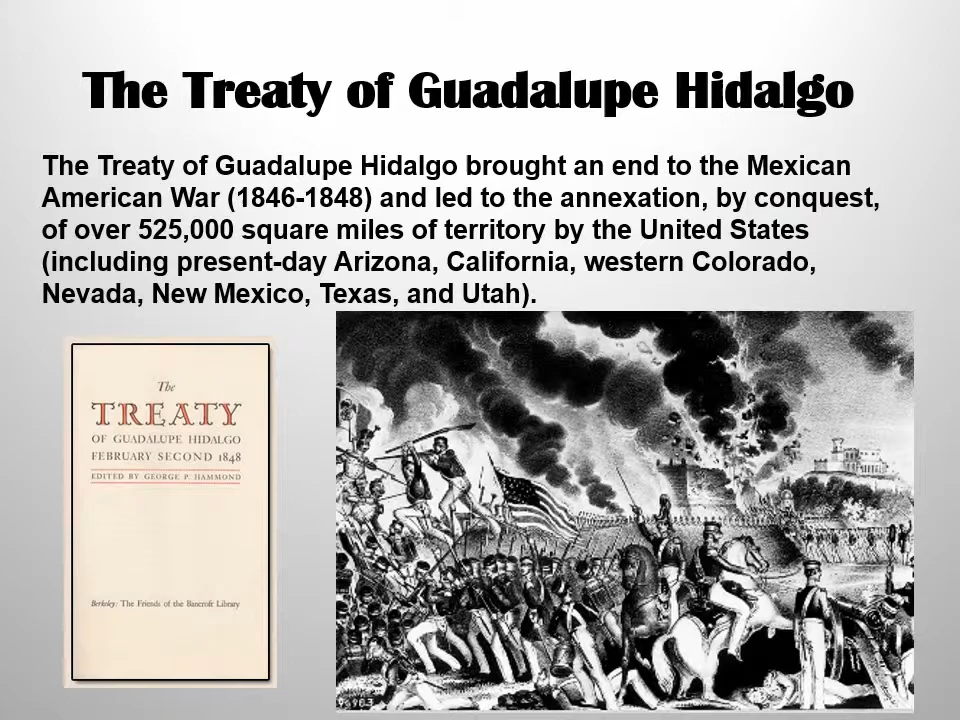 The Treaty of Guadalupe Hidalgo
The Treaty of Guadalupe Hidalgo brought an end to the Mexican
American War (1846-1848) and led to the annexation, by conquest,
of over 525,000 square miles of territory by the United States
(including present-day Arizona, California, western Colorado,
Nevada, New Mexico, Texas, and Utah).
The
TREATY
OF GUADALUPE HIDALGO
FEBRUARY SECOND 1848
EDITED BY GEORGE P. HAMMOND
Berkeley: The Friends of the Bancroft Library